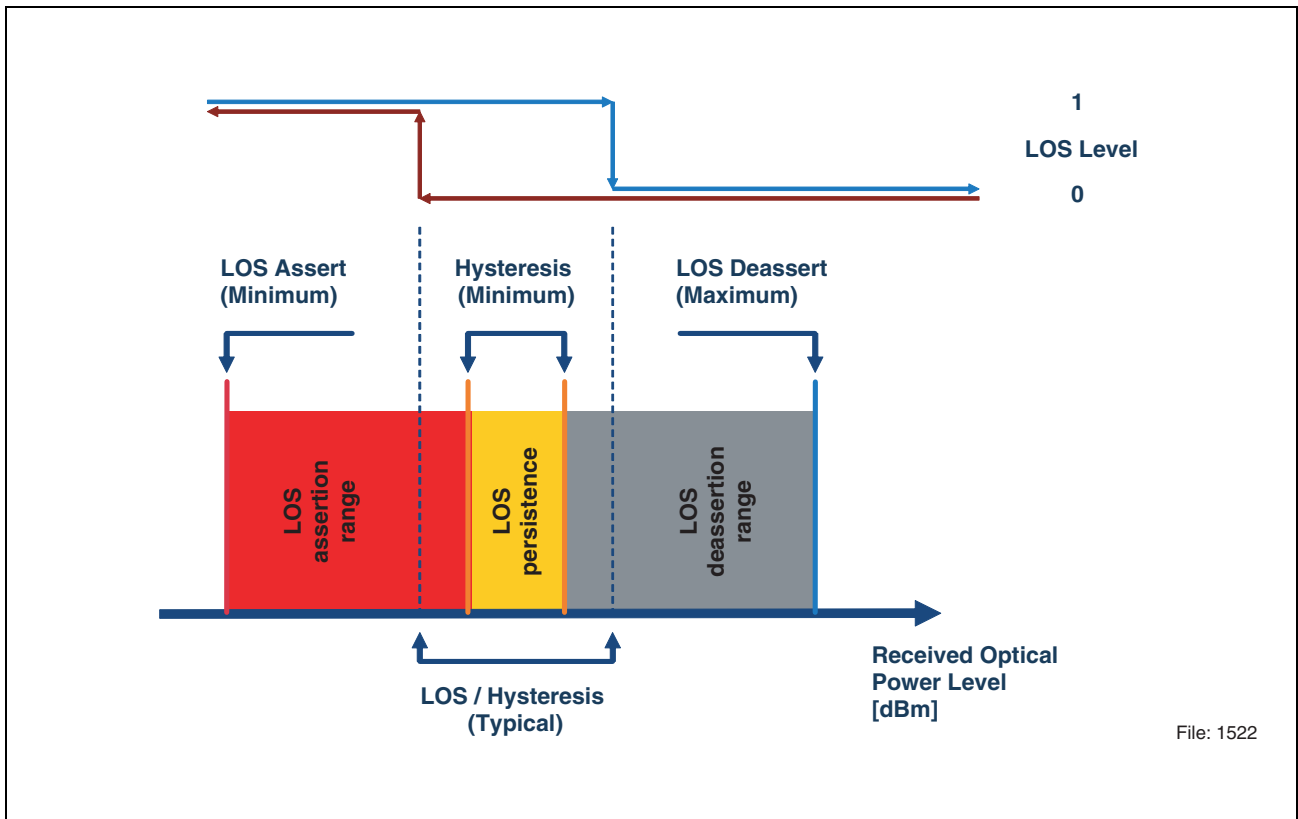 1
LOS Level
0
LOS Assert
(Minimum)
Hysteresis
(Minimum)
LOS Deassert
(Maximum)
LOS
assertion
range
LOS
persistence
LOS
deassertion
range
Received Optical
Power Level
[dBm]
LOS / Hysteresis
(Typical)
File: 1522